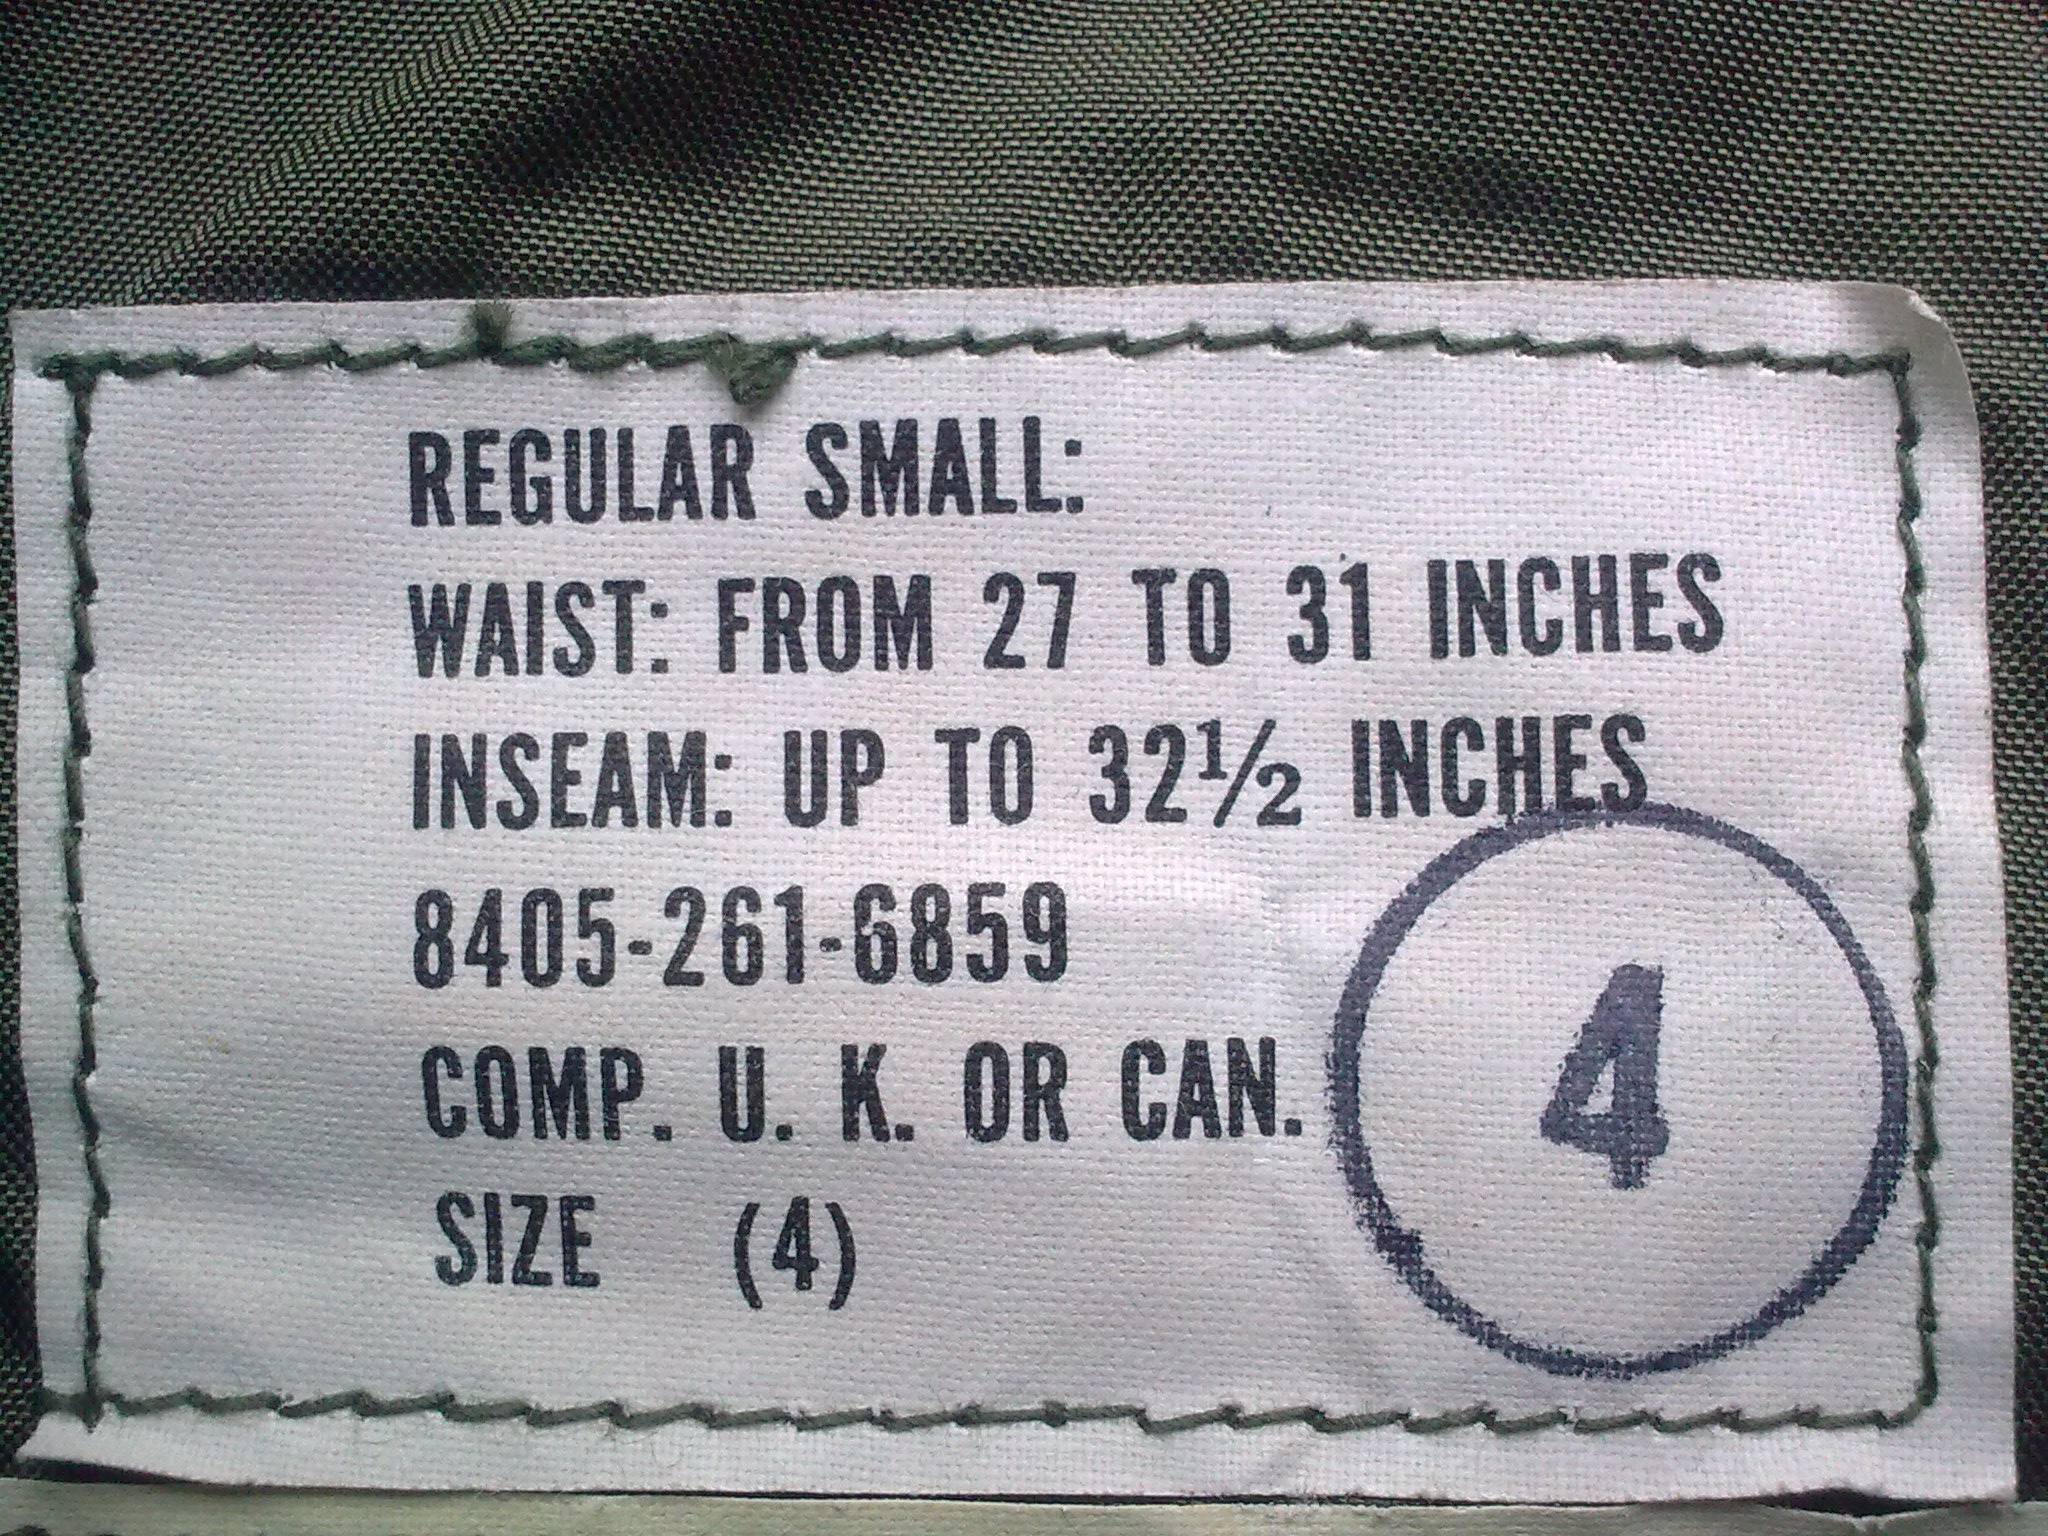 REGULAR SMALL:
WAIST: FROM 27 TO 31 INCHES
INSEAM: UP TO 32½ INCHES
8405-261-6859
COMP. U. K. OR CAN.
SIZE (4)
4